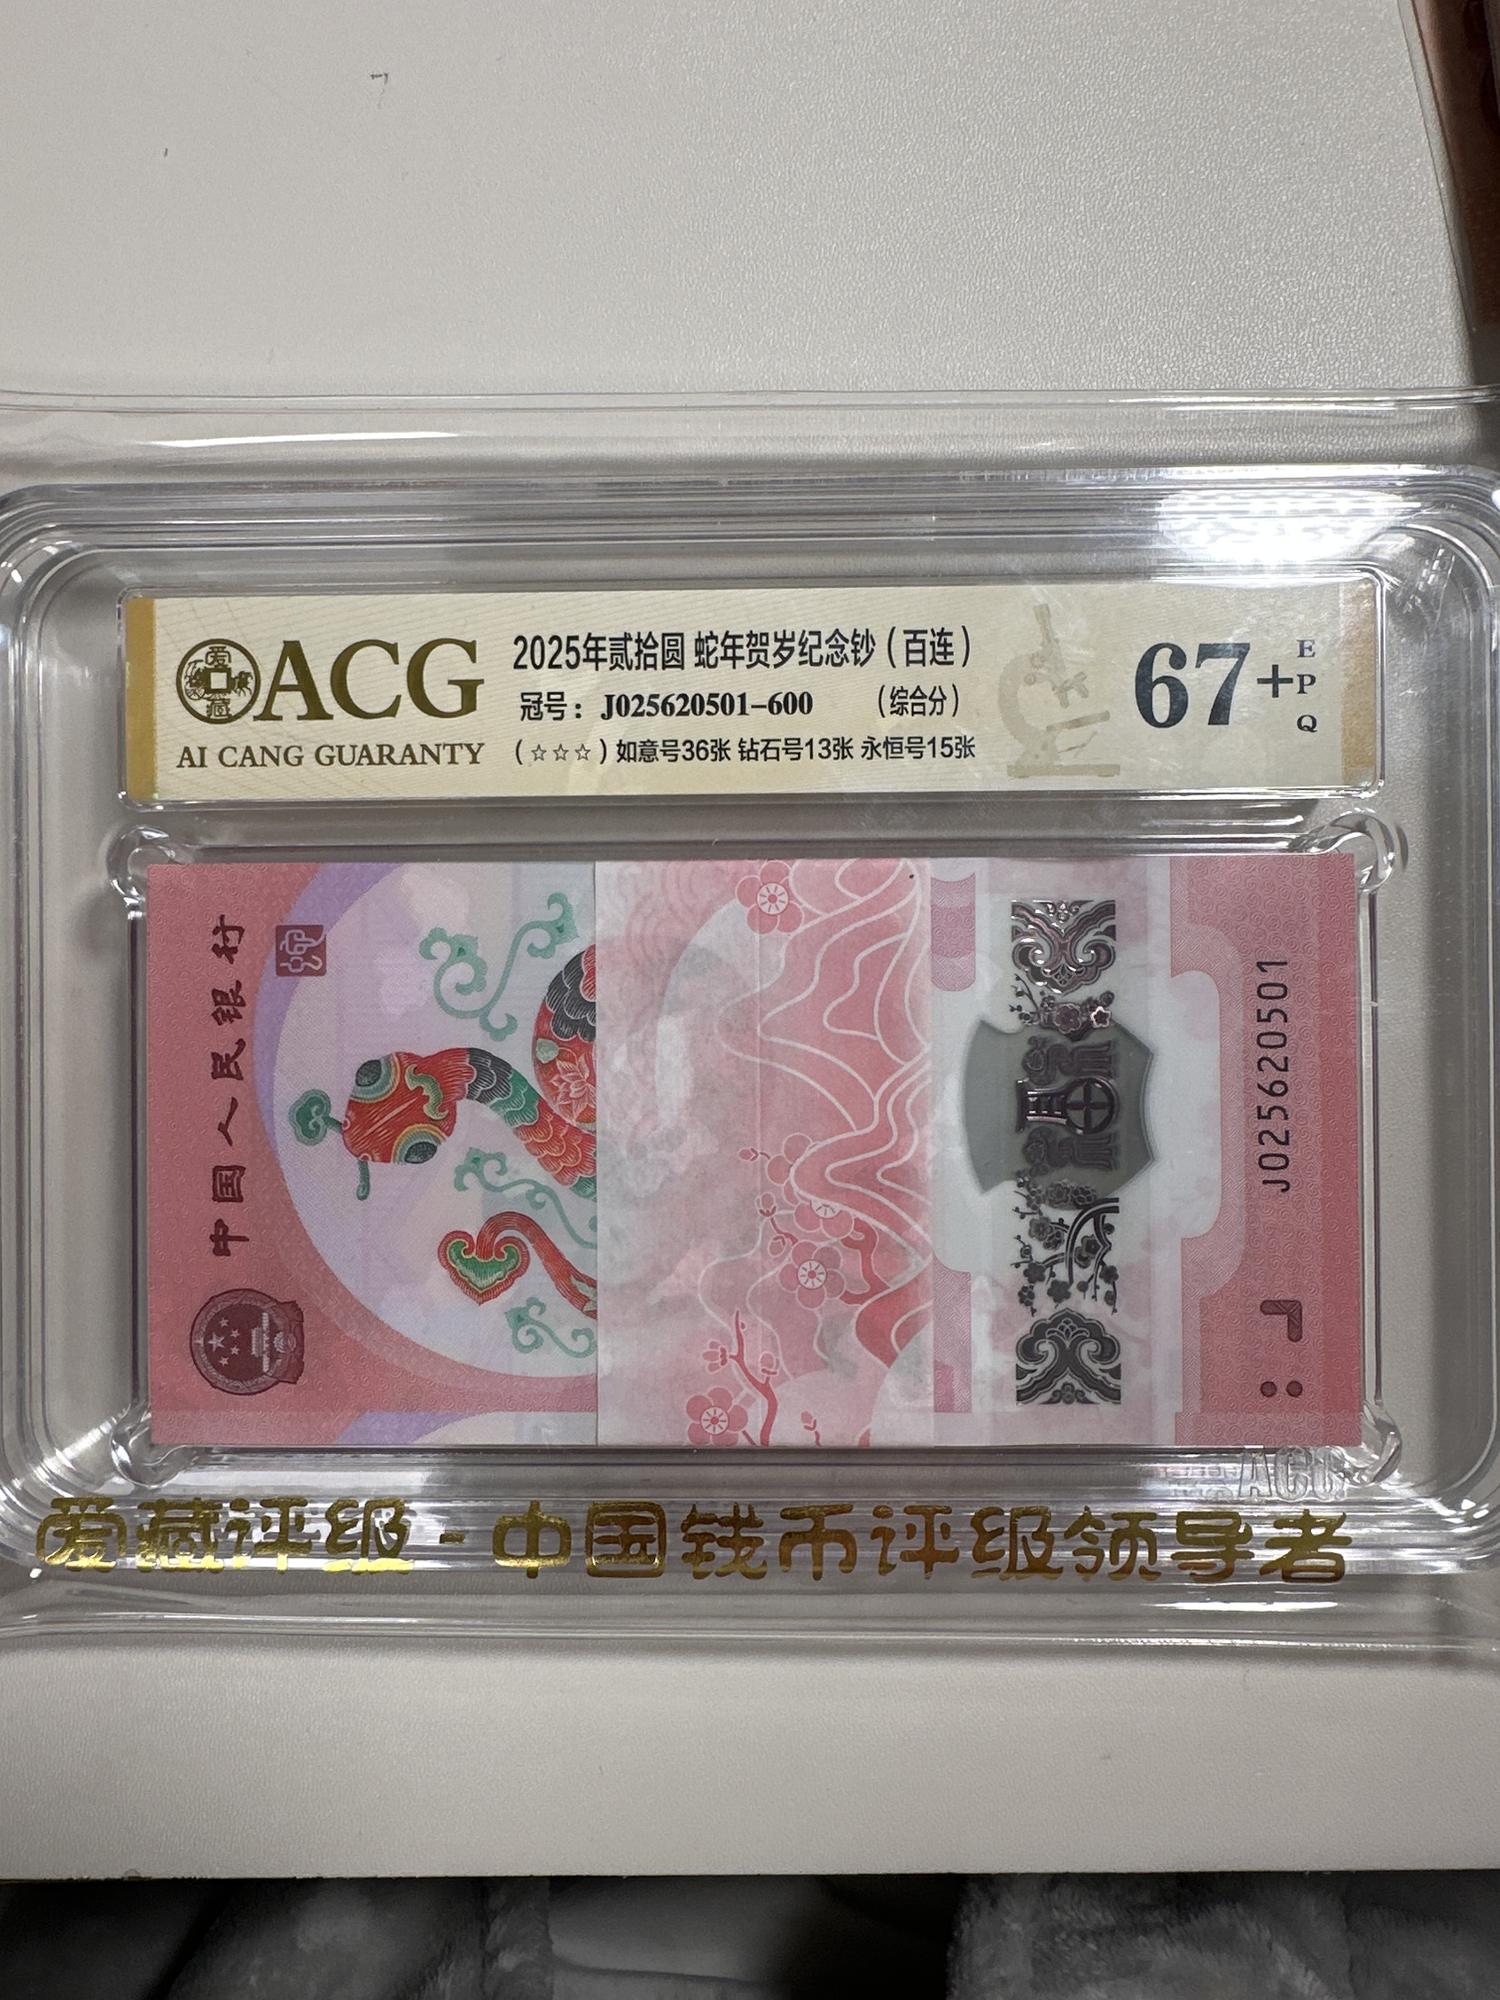 ACG
AI CANG GUARANTY
2025年贰拾圆 蛇年贺岁纪念钞（百连）
冠号：J025620501-600 （综合分）
（☆☆☆）如意号36张 钻石号13张 永恒号15张
67+
EPQ
中国人民银行
J025620501
ACG
爱藏评级-中国钱币评级领导者